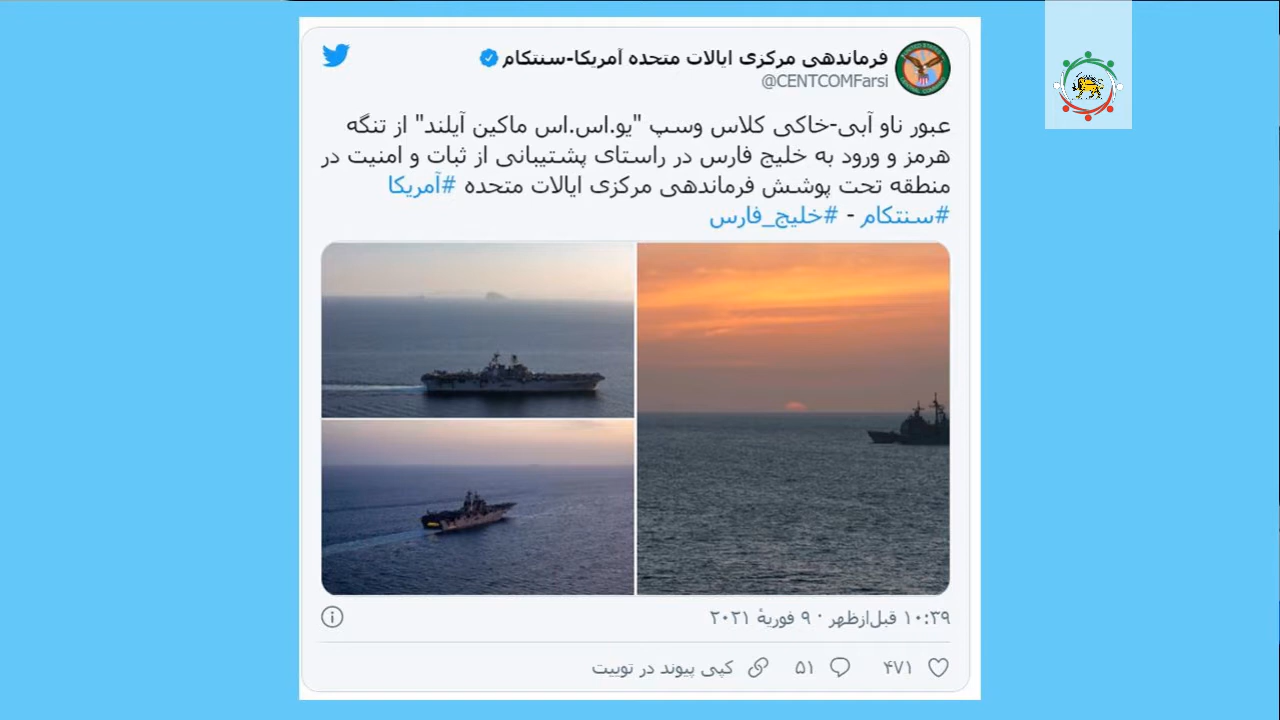 فرماندهی مرکزی ایالات متحده آمریکا-سنتکام
@CENTCOMFarsi
عبور ناو آبی-خاکی کلاس وسپ "یو.اس.اس ماکین آیلند" از تنگه
هرمز و ورود به خلیج فارس در راستای پشتیبانی از ثبات و امنیت در
منطقه تحت پوشش فرماندهی مرکزی ایالات متحده #آمریکا
#سنتکام - #خلیج_فارس
۱۰:۳۹ قبل‌ازظهر · ۹ فوریهٔ ۲۰۲۱
۴۷۱ ۵۱ کپی پیوند در توییت